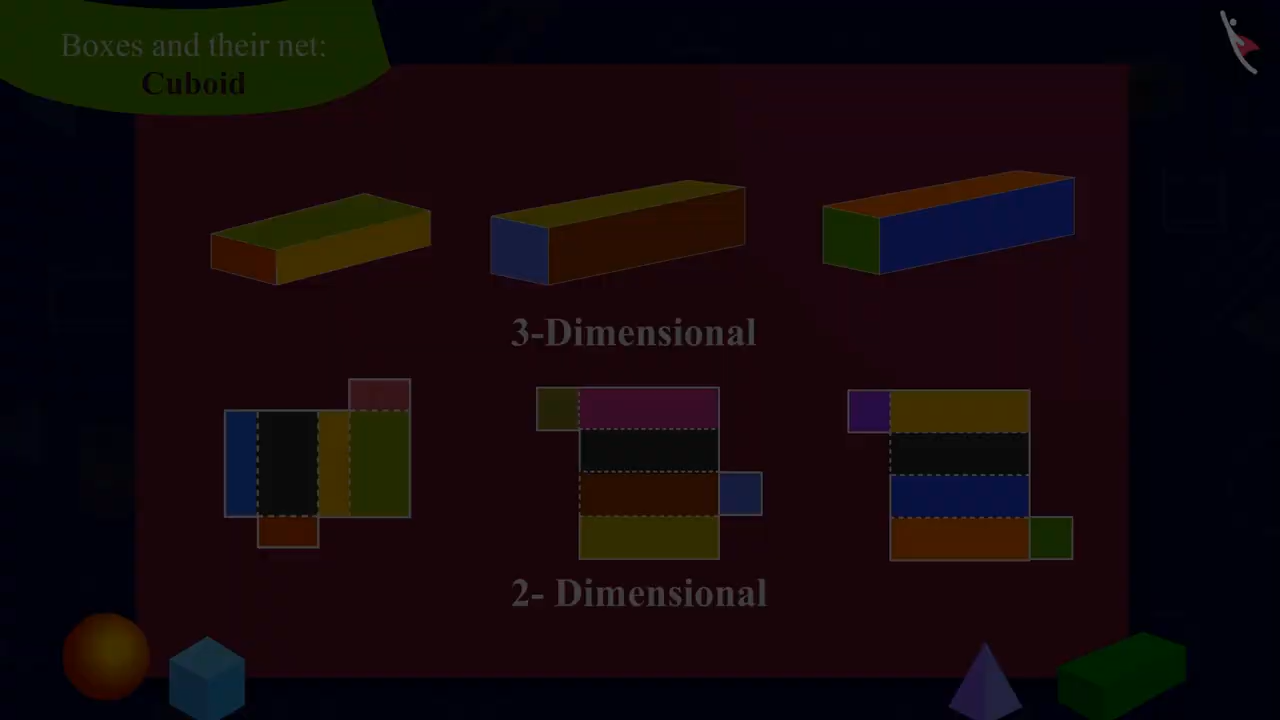 Boxes and their net:
Cuboid
3-Dimensional
2- Dimensional